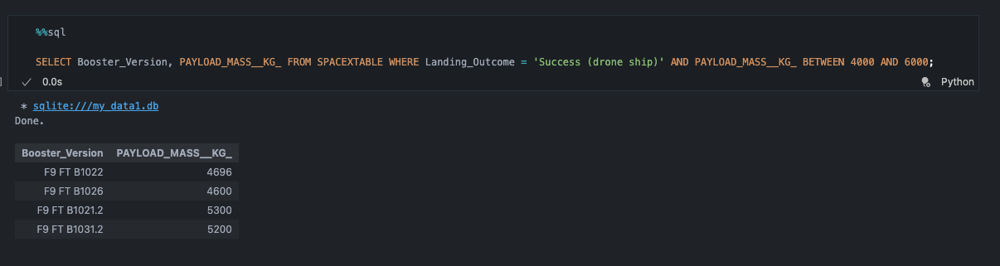 %%sql
SELECT Booster_Version, PAYLOAD_MASS__KG_ FROM SPACEXTABLE WHERE Landing_Outcome = 'Success (drone ship)' AND PAYLOAD_MASS__KG_ BETWEEN 4000 AND 6000;
] ✓ 0.0s Python
* sqlite:///my_data1.db
Done.
Booster_Version PAYLOAD_MASS__KG_
F9 FT B1022 4696
F9 FT B1026 4600
F9 FT B1021.2 5300
F9 FT B1031.2 5200